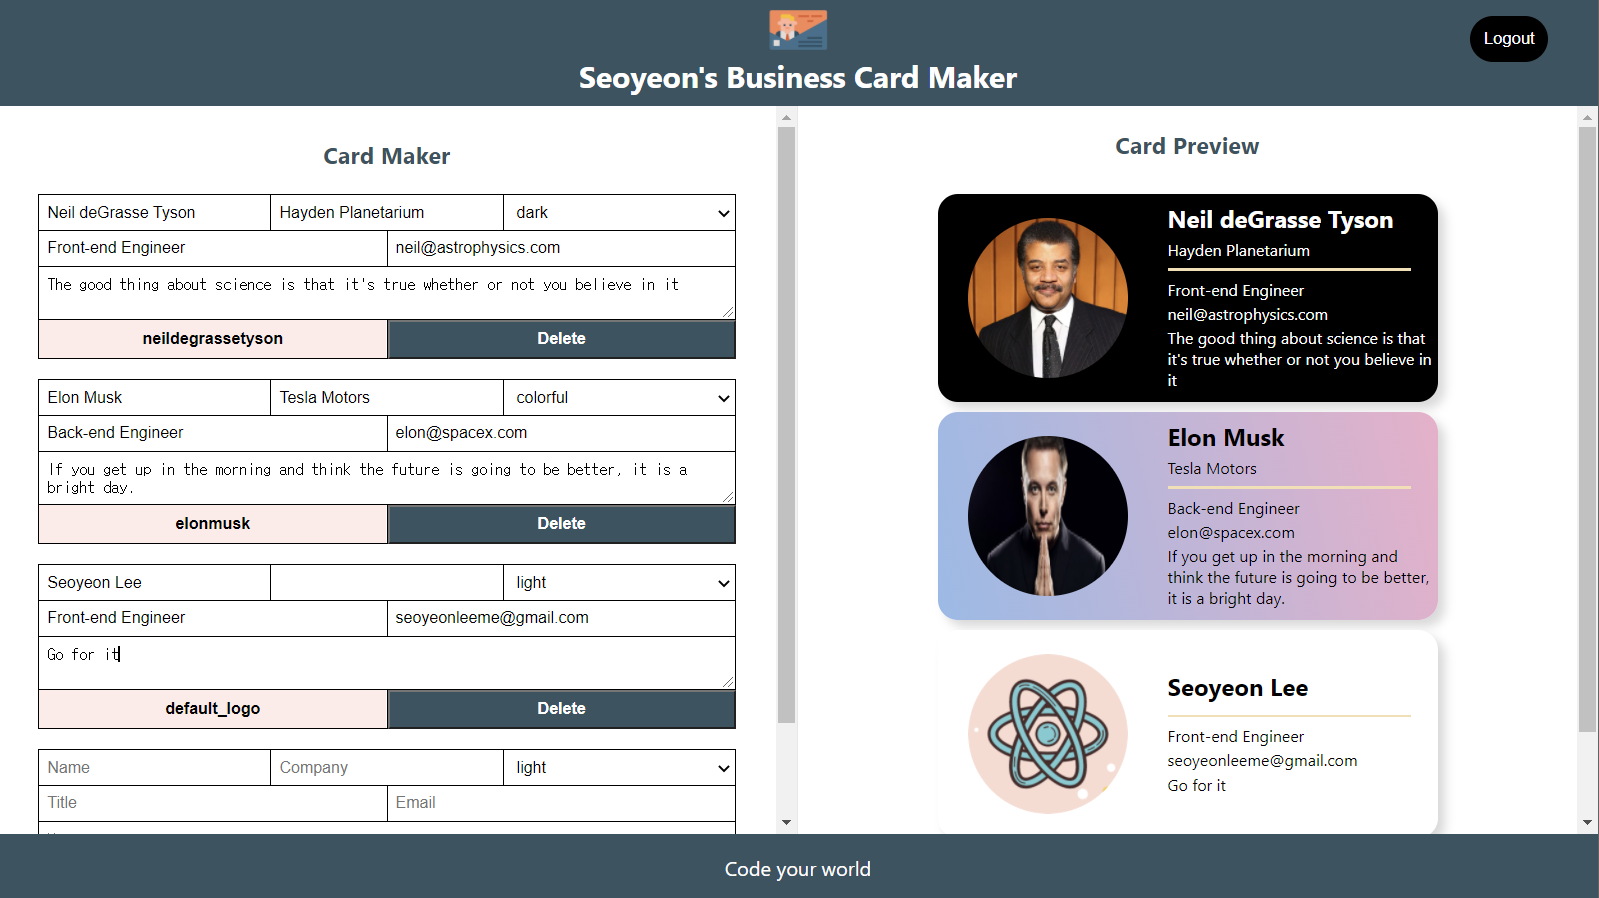 Logout
Seoyeon's Business Card Maker
Card Maker
Neil deGrasse Tyson
Hayden Planetarium
dark
Front-end Engineer
neil@astrophysics.com
The good thing about science is that it's true whether or not you believe in it
neildegrassetyson
Delete
Elon Musk
Tesla Motors
colorful
Back-end Engineer
elon@spacex.com
If you get up in the morning and think the future is going to be better, it is a
bright day.
elonmusk
Delete
Seoyeon Lee
light
Front-end Engineer
seoyeonleeme@gmail.com
Go for it
default_logo
Delete
Name
Company
light
Title
Email
Card Preview
Neil deGrasse Tyson
Hayden Planetarium
Front-end Engineer
neil@astrophysics.com
The good thing about science is that
it's true whether or not you believe in
it
Elon Musk
Tesla Motors
Back-end Engineer
elon@spacex.com
If you get up in the morning and
think the future is going to be better,
it is a bright day.
Seoyeon Lee
Front-end Engineer
seoyeonleeme@gmail.com
Go for it
Code your world